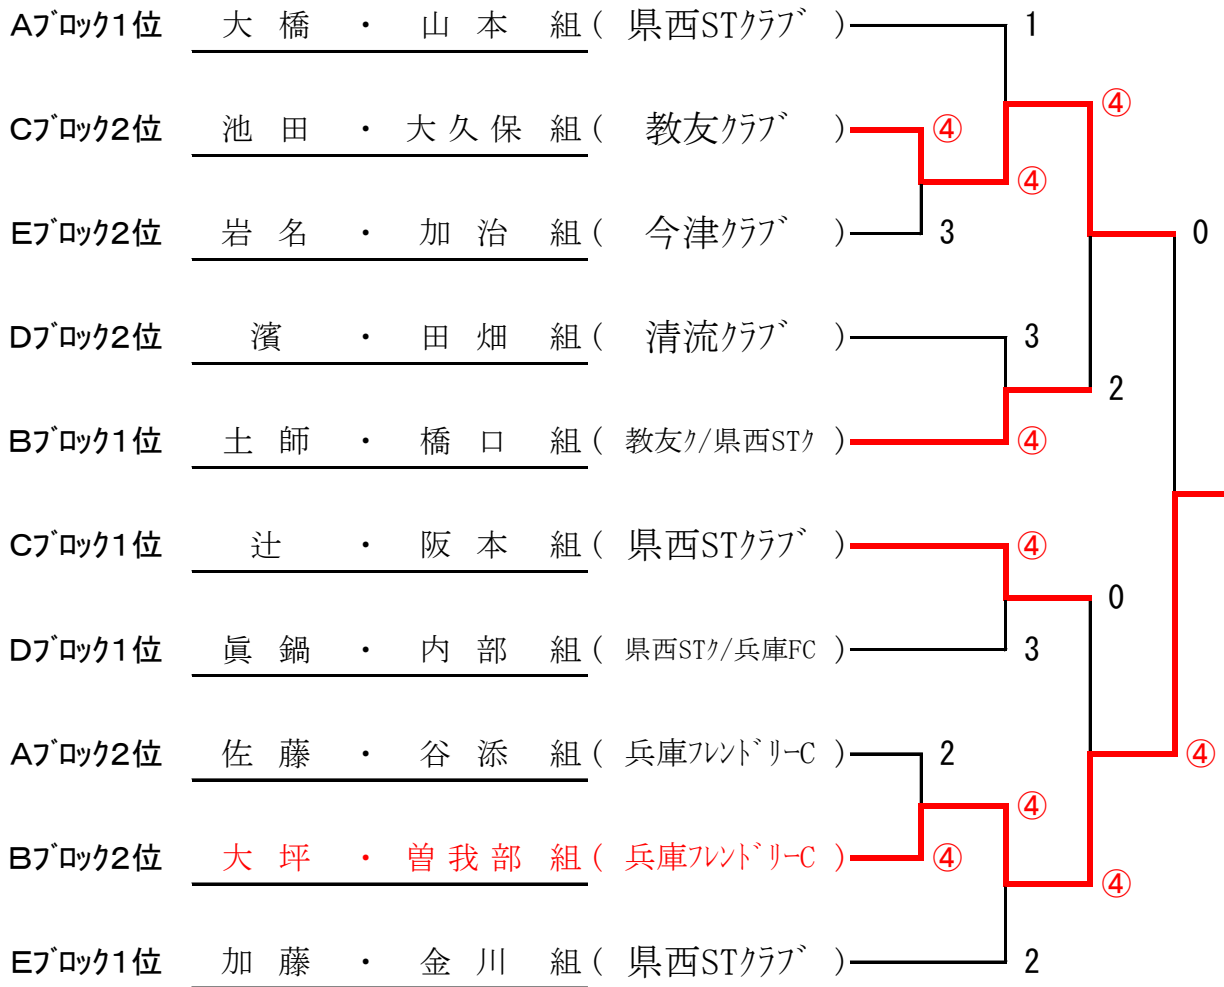 Aﾌﾞﾛｯｸ1位 大橋・山本 組( 県西STｸﾗﾌﾞ ) 1
④
Cﾌﾞﾛｯｸ2位 池田・大久保 組( 教友ｸﾗﾌﾞ ) ④
④
Eﾌﾞﾛｯｸ2位 岩名・加治 組( 今津ｸﾗﾌﾞ ) 3 0
Dﾌﾞﾛｯｸ2位 濱・田畑 組( 清流ｸﾗﾌﾞ ) 3
2
Bﾌﾞﾛｯｸ1位 土師・橋口 組( 教友ｸ/県西STｸ ) ④
Cﾌﾞﾛｯｸ1位 辻・阪本 組( 県西STｸﾗﾌﾞ ) ④
0
Dﾌﾞﾛｯｸ1位 眞鍋・内部 組( 県西STｸ/兵庫FC ) 3
Aﾌﾞﾛｯｸ2位 佐藤・谷添 組( 兵庫ﾌﾚﾝﾄﾞﾘｰC ) 2 ④
④
Bﾌﾞﾛｯｸ2位 大坪・曽我部 組( 兵庫ﾌﾚﾝﾄﾞﾘｰC ) ④
④
Eﾌﾞﾛｯｸ1位 加藤・金川 組( 県西STｸﾗﾌﾞ ) 2